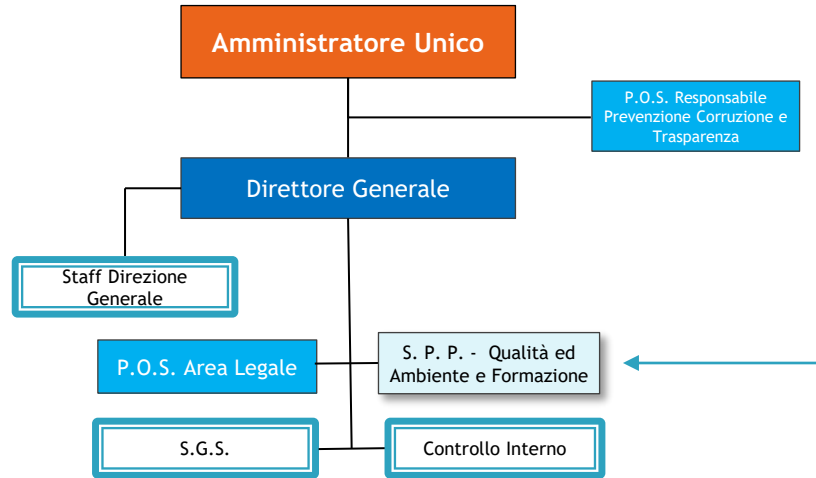 Amministratore Unico
P.O.S. Responsabile
Prevenzione Corruzione e
Trasparenza
Direttore Generale
Staff Direzione
Generale
P.O.S. Area Legale
S. P. P. - Qualità ed
Ambiente e Formazione
S.G.S.
Controllo Interno